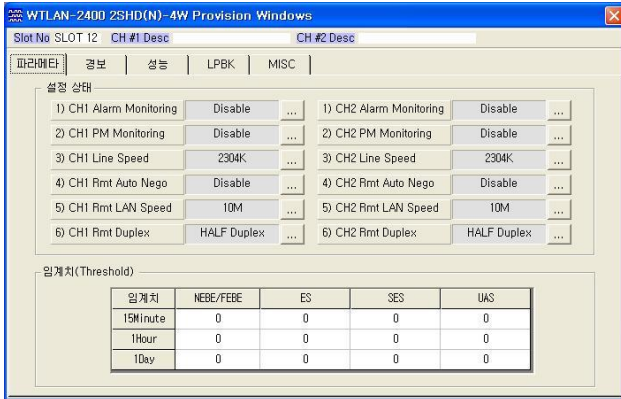 WTLAN-2400 2SHD(N)-4W Provision Windows
Slot No SLOT 12 CH #1 Desc CH #2 Desc
파라메타 경보 성능 LPBK MISC
설정 상태
1) CH1 Alarm Monitoring Disable ... 1) CH2 Alarm Monitoring Disable ...
2) CH1 PM Monitoring Disable ... 2) CH2 PM Monitoring Disable ...
3) CH1 Line Speed 2304K ... 3) CH2 Line Speed 2304K ...
4) CH1 Rmt Auto Nego Disable ... 4) CH2 Rmt Auto Nego Disable ...
5) CH1 Rmt LAN Speed 10M ... 5) CH2 Rmt LAN Speed 10M ...
6) CH1 Rmt Duplex HALF Duplex ... 6) CH2 Rmt Duplex HALF Duplex ...
임계치(Threshold)
임계치 NEBE/FEBE ES SES UAS
15Minute 0 0 0 0
1Hour 0 0 0 0
1Day 0 0 0 0